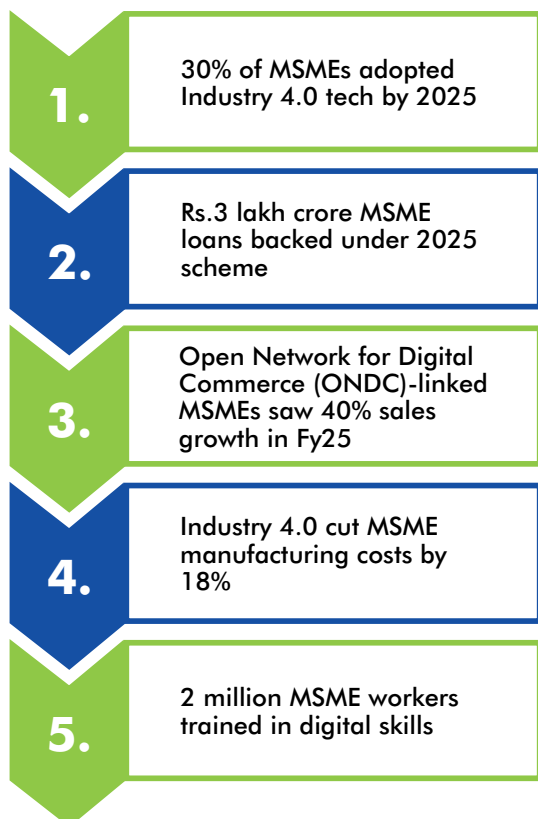 1.
30% of MSMEs adopted
Industry 4.0 tech by 2025
2.
Rs.3 lakh crore MSME
loans backed under 2025
scheme
3.
Open Network for Digital
Commerce (ONDC)-linked
MSMEs saw 40% sales
growth in Fy25
4.
Industry 4.0 cut MSME
manufacturing costs by
18%
5.
2 million MSME workers
trained in digital skills